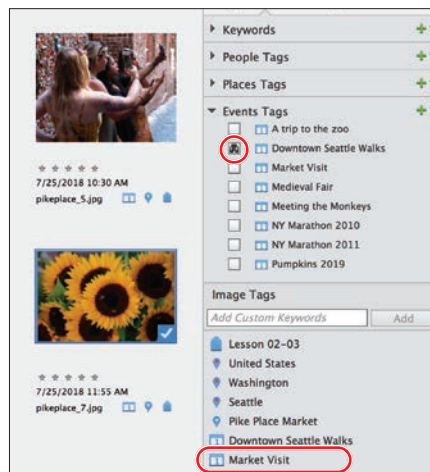 7/25/2018 10:30 AM
pikeplace_5.jpg
7/25/2018 11:55 AM
pikeplace_7.jpg
Keywords
People Tags
Places Tags
Events Tags
A trip to the zoo
Downtown Seattle Walks
Market Visit
Medieval Fair
Meeting the Monkeys
NY Marathon 2010
NY Marathon 2011
Pumpkins 2019
Image Tags
Add Custom Keywords Add
Lesson 02-03
United States
Washington
Seattle
Pike Place Market
Downtown Seattle Walks
Market Visit